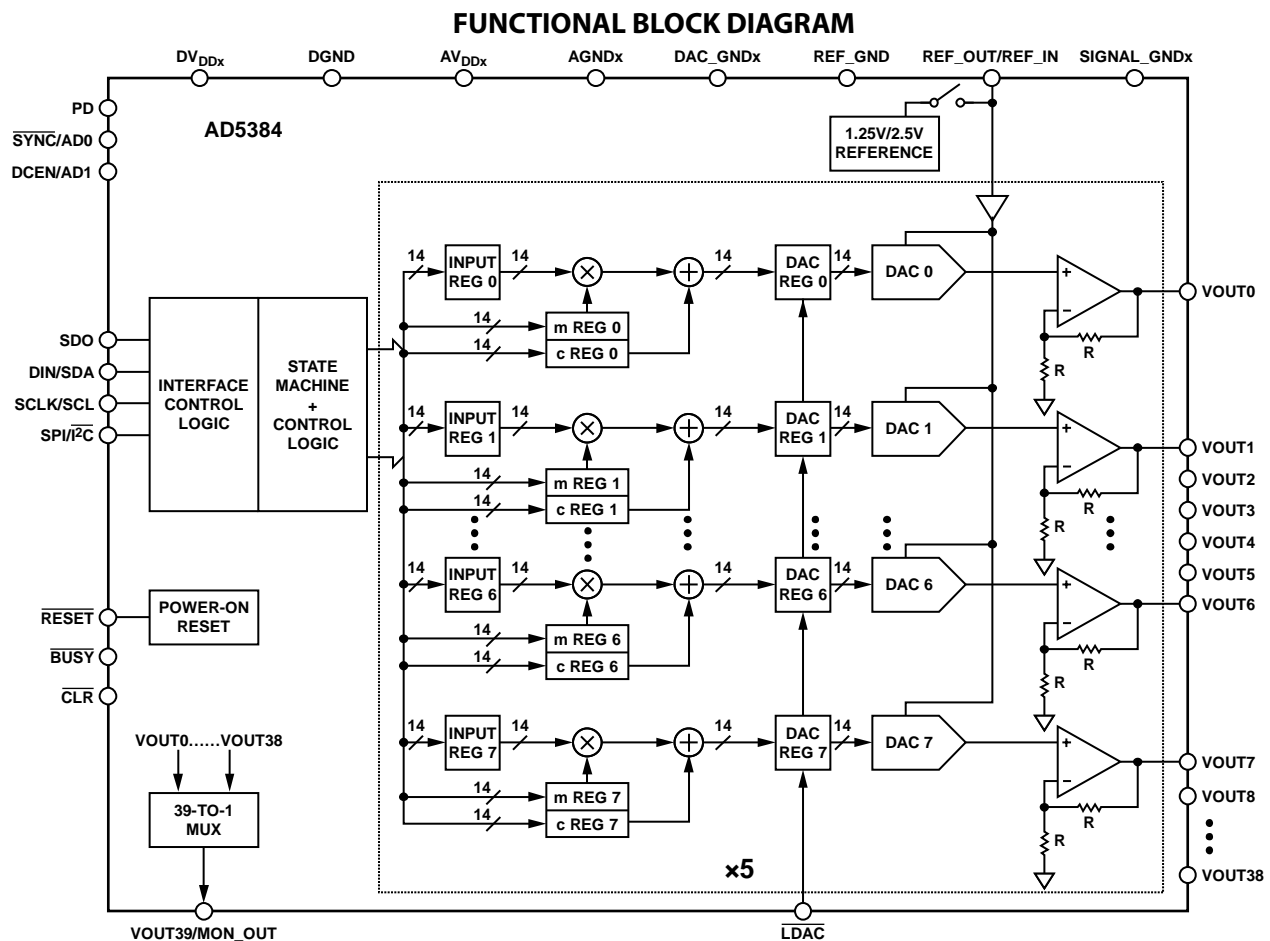 FUNCTIONAL BLOCK DIAGRAM
DVDDx
DGND
AVDDx
AGNDx
DAC_GNDx
REF_GND
REF_OUT/REF_IN
SIGNAL_GNDx
PD
SYNC/AD0
DCEN/AD1
AD5384
1.25V/2.5V
REFERENCE
14
INPUT
REG 0
14
14
DAC
REG 0
14
DAC 0
+
−
VOUT0
14
m REG 0
14
c REG 0
R
R
SDO
DIN/SDA
SCLK/SCL
SPI/I2C
INTERFACE
CONTROL
LOGIC
STATE
MACHINE
+
CONTROL
LOGIC
14
INPUT
REG 1
14
14
DAC
REG 1
14
DAC 1
+
−
VOUT1
14
m REG 1
14
c REG 1
R
R
VOUT2
VOUT3
VOUT4
VOUT5
14
INPUT
REG 6
14
14
DAC
REG 6
14
DAC 6
+
−
VOUT6
14
m REG 6
14
c REG 6
R
R
RESET
POWER-ON
RESET
BUSY
CLR
14
INPUT
REG 7
14
14
DAC
REG 7
14
DAC 7
+
−
VOUT7
14
m REG 7
14
c REG 7
R
R
VOUT8
VOUT38
VOUT0......VOUT38
39-TO-1
MUX
×5
VOUT39/MON_OUT
LDAC